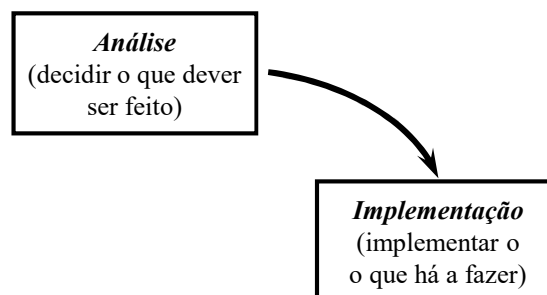 Análise
(decidir o que dever
ser feito)
Implementação
(implementar o
o que há a fazer)